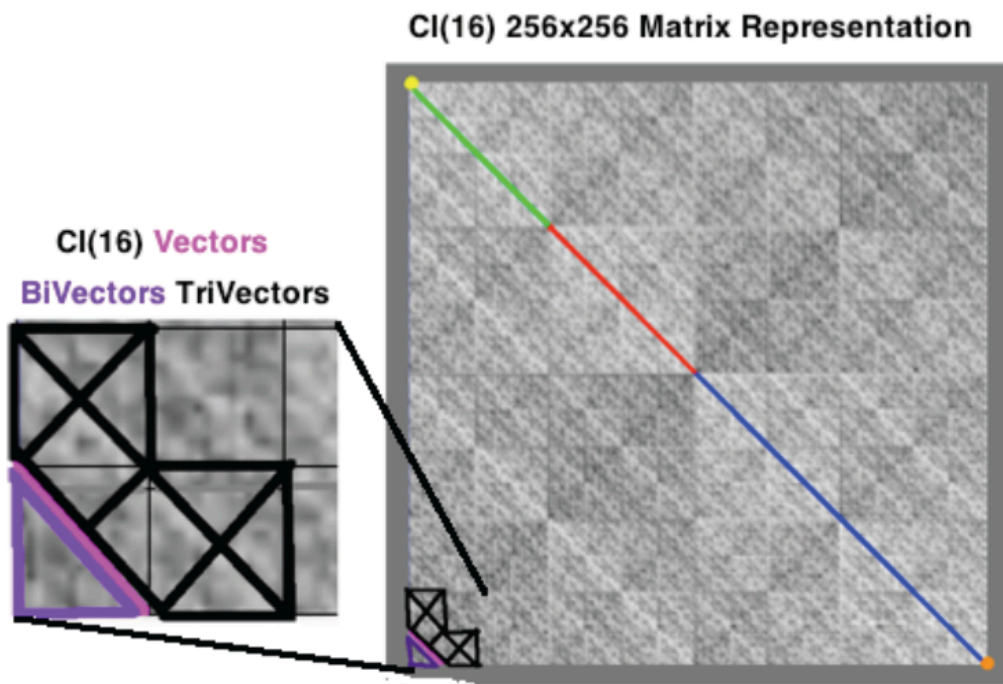 Cl(16) 256x256 Matrix Representation
Cl(16) Vectors
BiVectors TriVectors